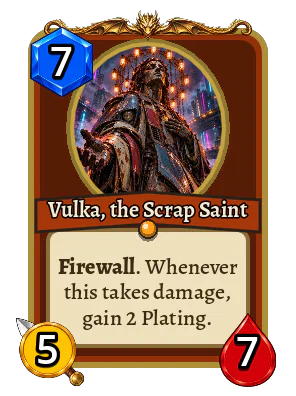 7
Vulka, the Scrap Saint
Firewall. Whenever
this takes damage,
gain 2 Plating.
5
7